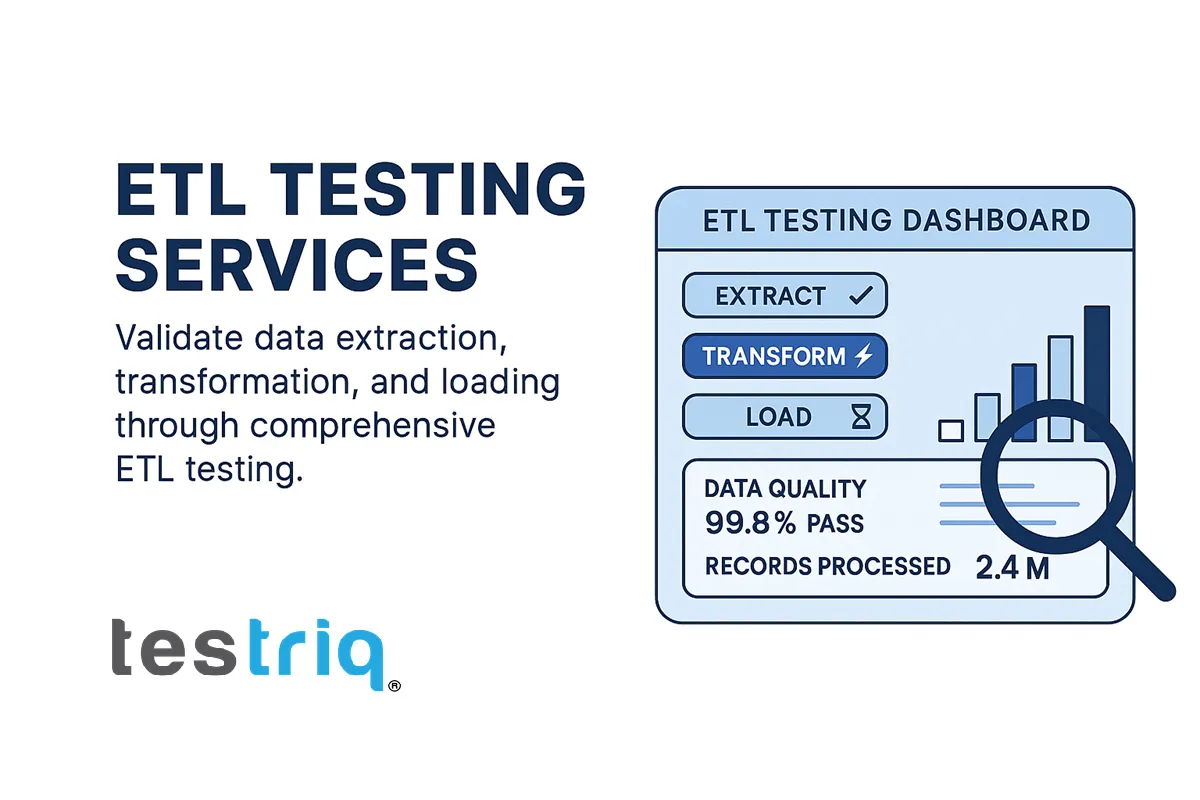 ETL TESTING
SERVICES
Validate data extraction,
transformation, and loading
through comprehensive
ETL testing.
testriq®
ETL TESTING DASHBOARD
EXTRACT
TRANSFORM
LOAD
DATA QUALITY
99.8% PASS
RECORDS PROCESSED 2.4 M